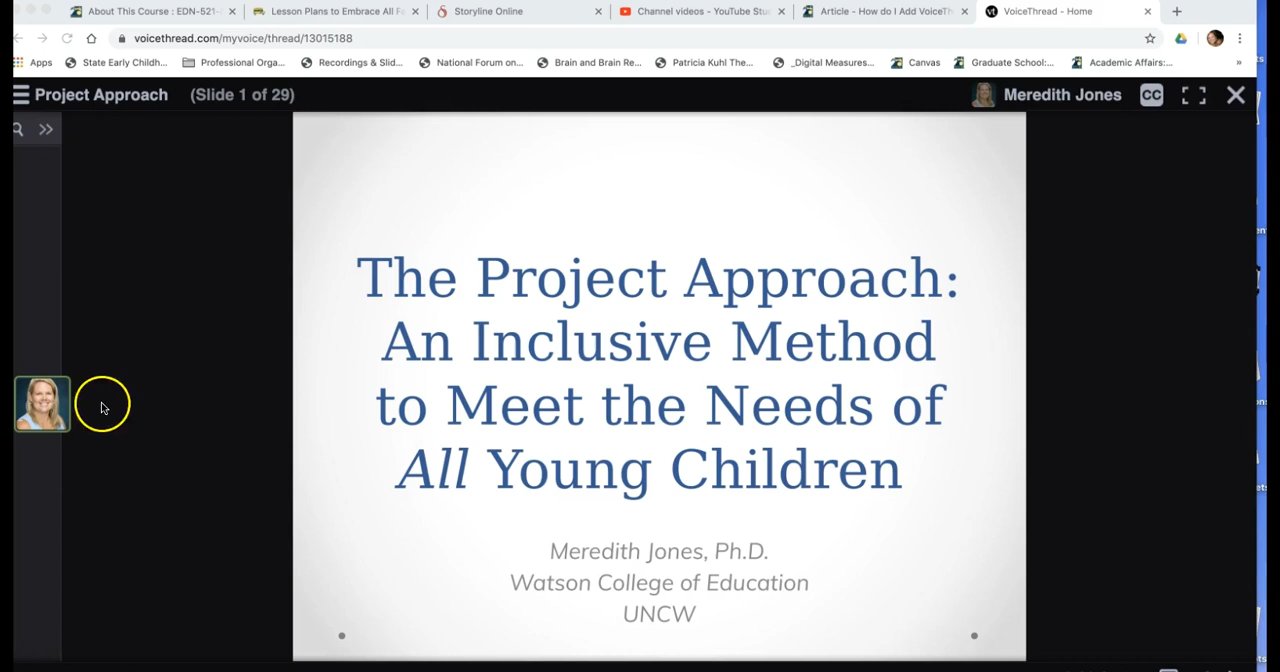 About This Course : EDN-521-
Lesson Plans to Embrace All F
Storyline Online
Channel videos - YouTube Stu
Article - How do I Add VoiceTh
VoiceThread - Home
voicethread.com/myvoice/thread/13015188
Apps
State Early Childh...
Professional Orga...
Recordings & Slid...
National Forum on...
Brain and Brain Re...
Patricia Kuhl The...
_Digital Measures...
Canvas
Graduate School:...
Academic Affairs:...
»
Project Approach (Slide 1 of 29)
Meredith Jones
CC
The Project Approach:
An Inclusive Method
to Meet the Needs of
All Young Children
Meredith Jones, Ph.D.
Watson College of Education
UNCW